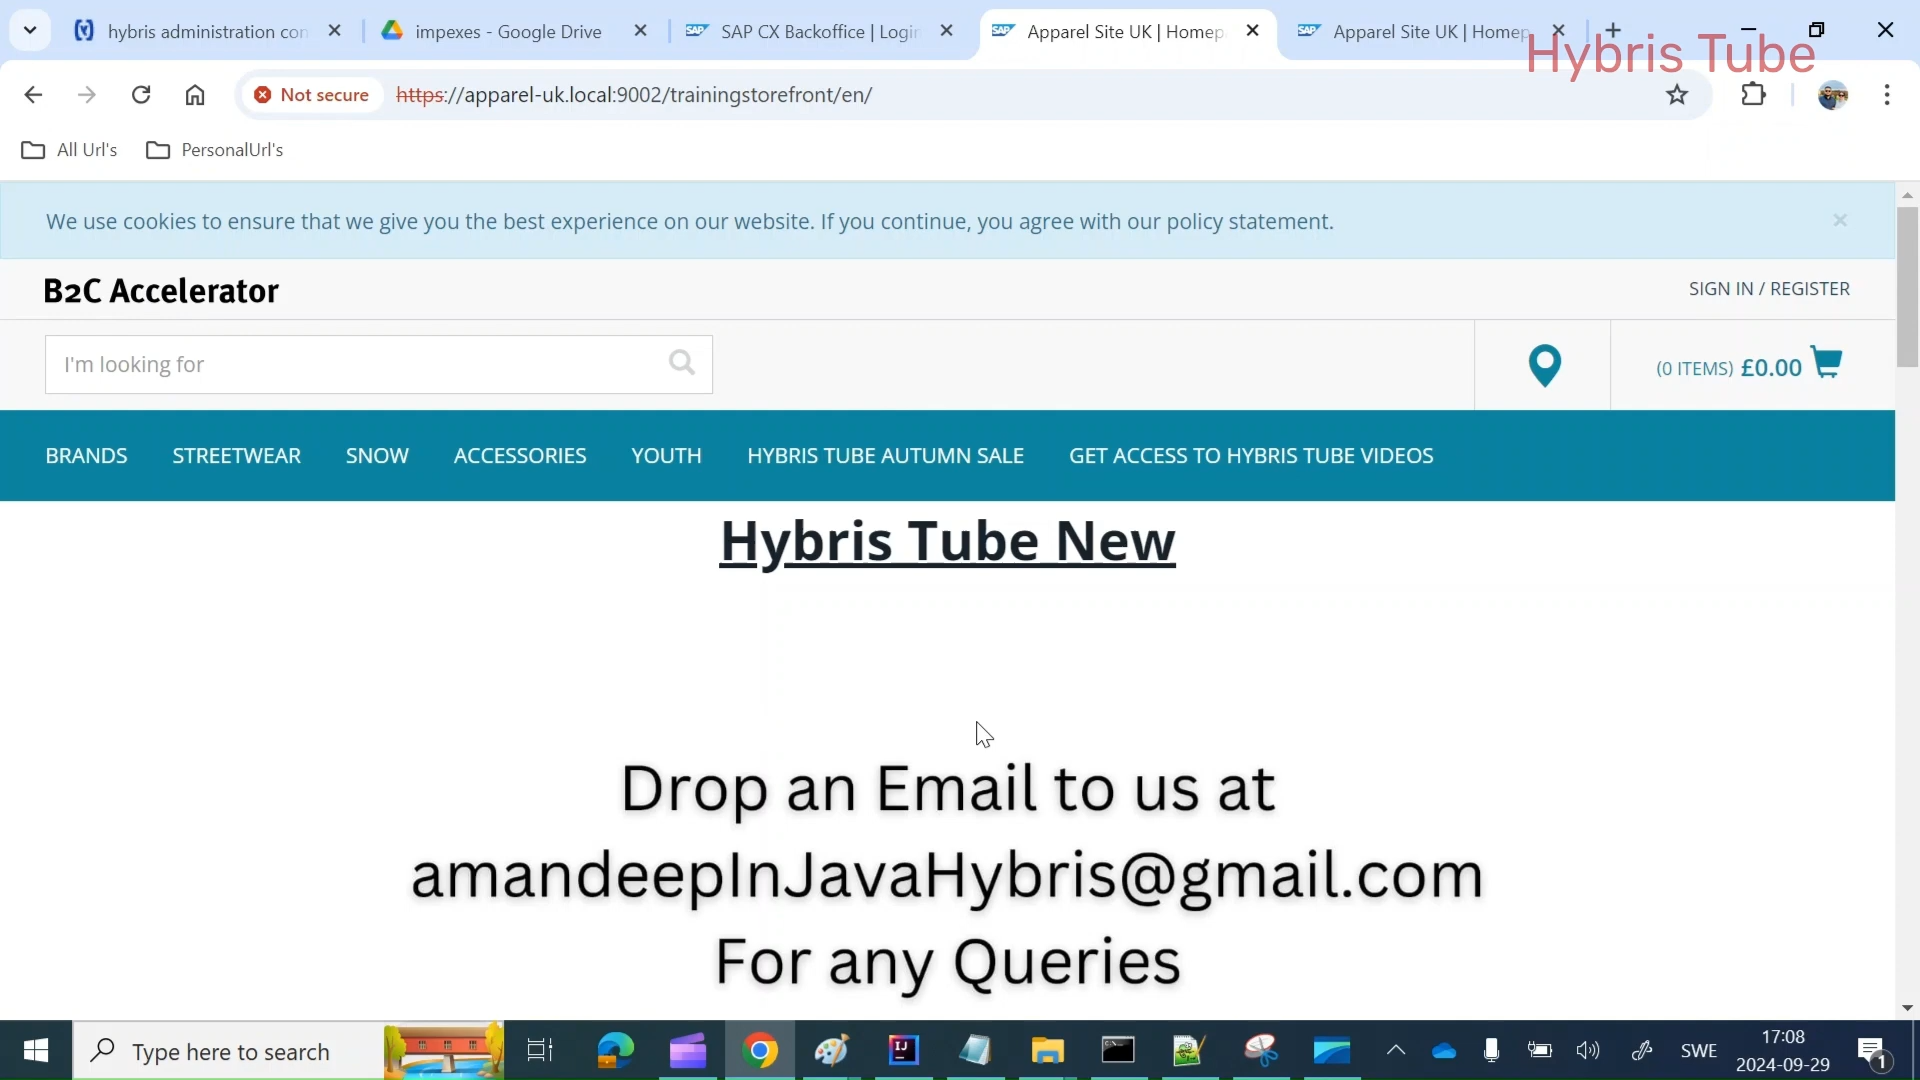 hybris administration con
impexes - Google Drive
SAP CX Backoffice | Login
Apparel Site UK | Homep
Apparel Site UK | Homep
Hybris Tube
Not secure
https://apparel-uk.local:9002/trainingstorefront/en/
All Url's
PersonalUrl's
We use cookies to ensure that we give you the best experience on our website. If you continue, you agree with our policy statement.
B2C Accelerator
SIGN IN / REGISTER
I'm looking for
(0 ITEMS) £0.00
BRANDS STREETWEAR SNOW ACCESSORIES YOUTH HYBRIS TUBE AUTUMN SALE GET ACCESS TO HYBRIS TUBE VIDEOS
Hybris Tube New
Drop an Email to us at
amandeepInJavaHybris@gmail.com
For any Queries
Type here to search
SWE
17:08
2024-09-29
1